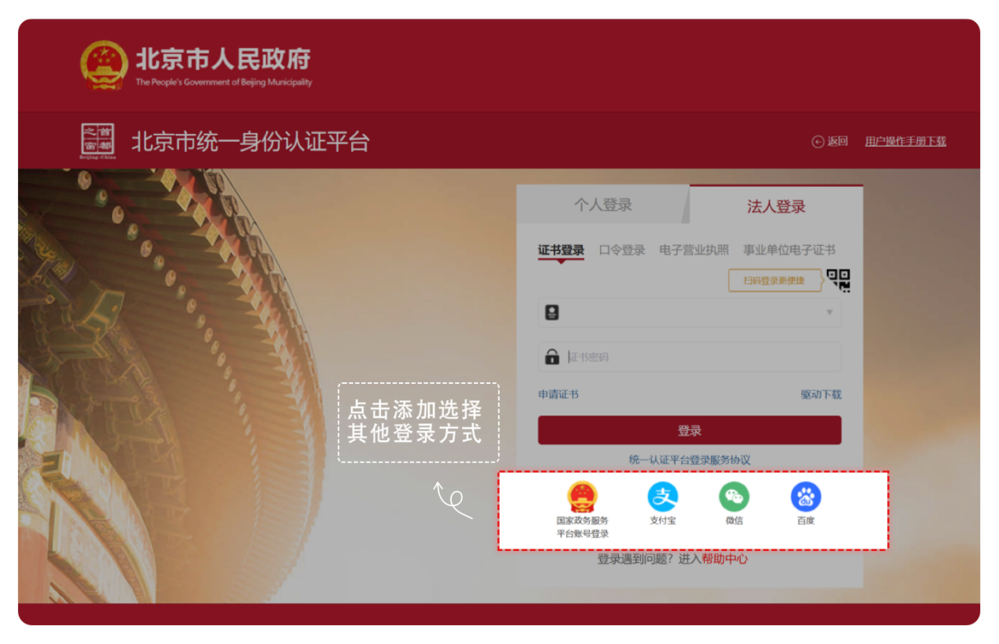 北京市人民政府
The People's Government of Beijing Municipality
首都之窗
Beijing-China
北京市统一身份认证平台
返回
用户操作手册下载
个人登录
法人登录
证书登录
口令登录
电子营业执照
事业单位电子证书
扫码登录更便捷
证书密码
申请证书
驱动下载
登录
统一认证平台登录服务协议
点击添加选择
其他登录方式
国家政务服务
平台账号登录
支付宝
微信
百度
登录遇到问题？进入帮助中心